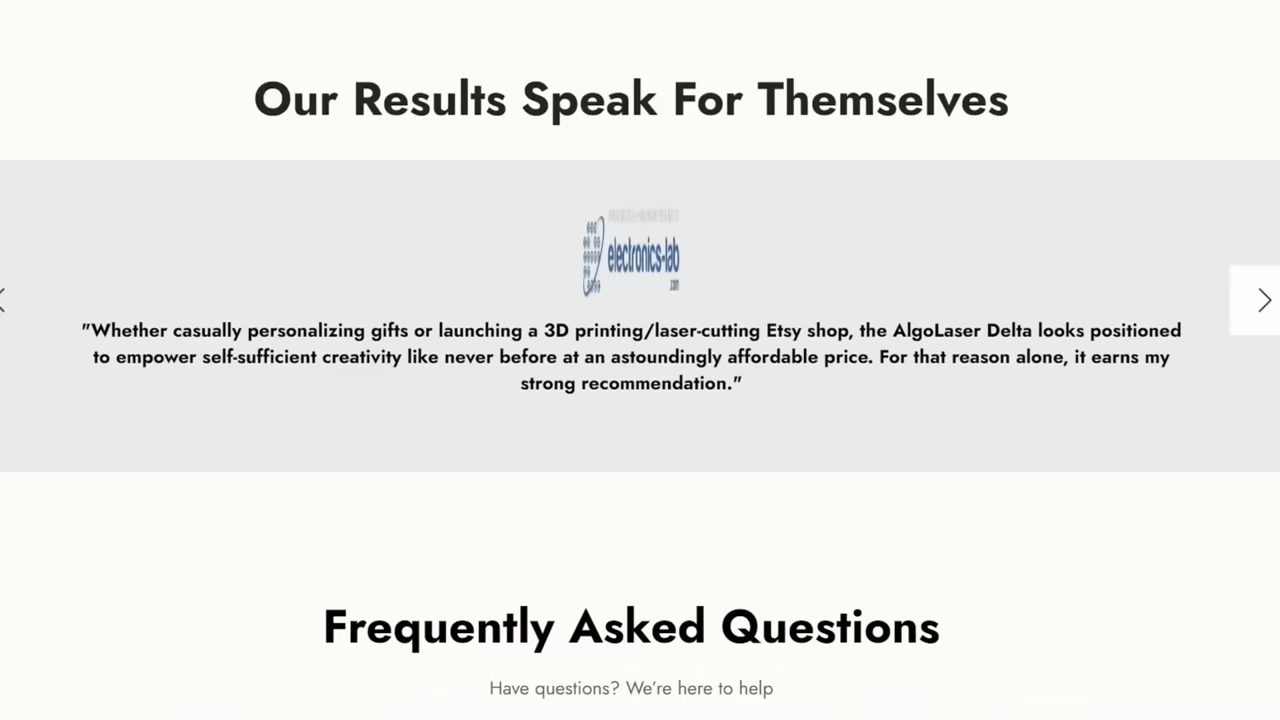 Our Results Speak For Themselves
electronics-lab
.com
"Whether casually personalizing gifts or launching a 3D printing/laser-cutting Etsy shop, the AlgoLaser Delta looks positioned
to empower self-sufficient creativity like never before at an astoundingly affordable price. For that reason alone, it earns my
strong recommendation."
Frequently Asked Questions
Have questions? We're here to help